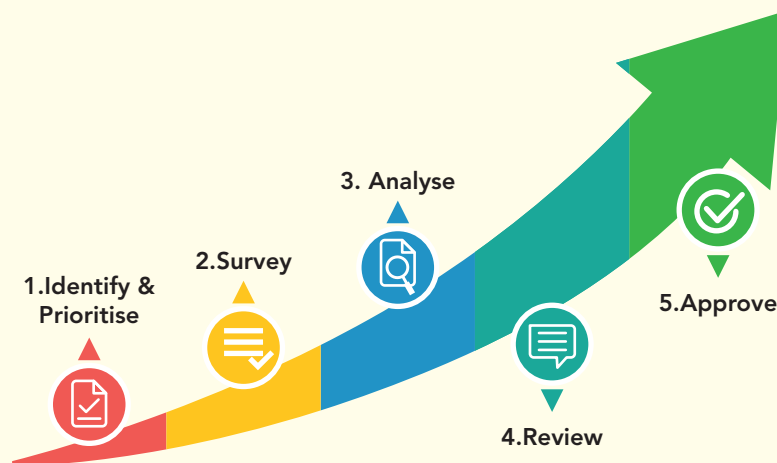 1.Identify &
Prioritise
2.Survey
3. Analyse
4.Review
5.Approve